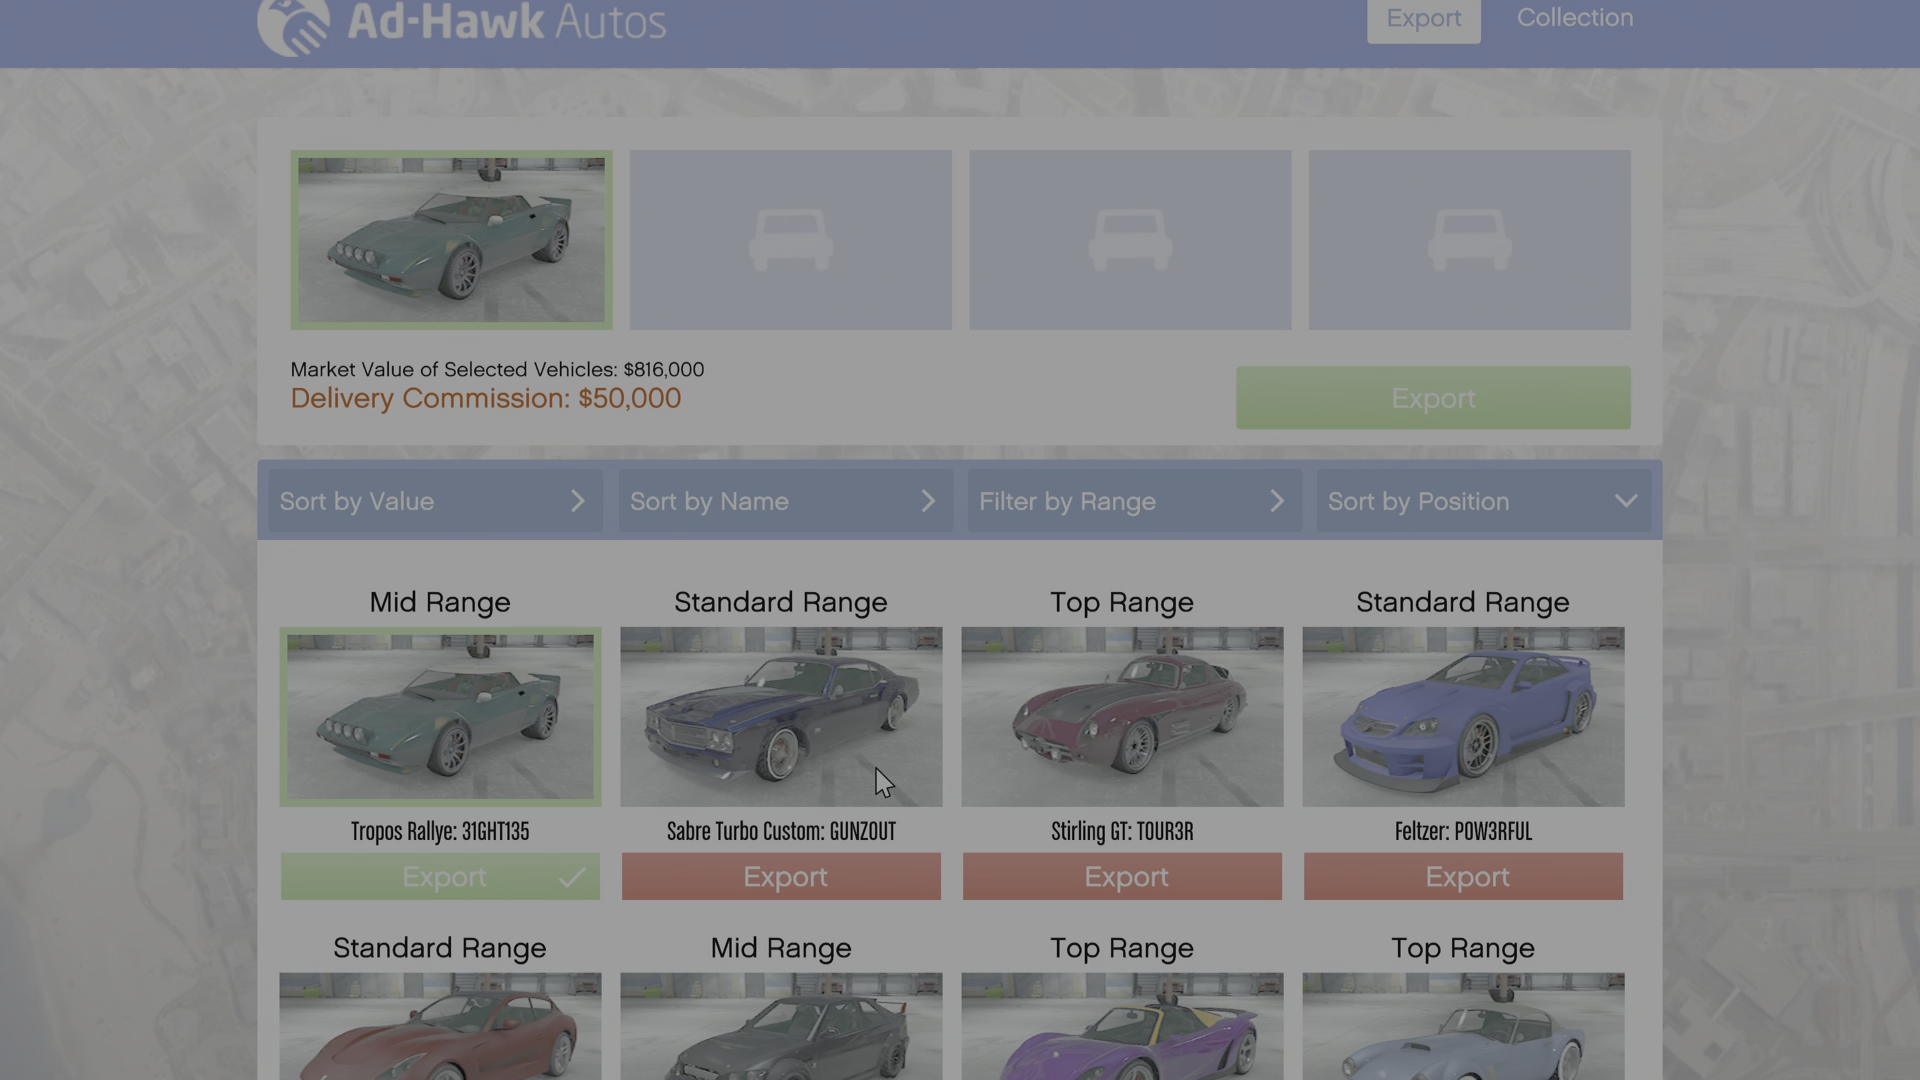 Ad-Hawk Autos
Export
Collection
Market Value of Selected Vehicles: $816,000
Delivery Commission: $50,000
Export
Sort by Value
Sort by Name
Filter by Range
Sort by Position
Mid Range
Standard Range
Top Range
Standard Range
Tropos Rallye: 31GHT135
Sabre Turbo Custom: GUNZ0UT
Stirling GT: T0UR3R
Feltzer: P0W3RFUL
Export
Export
Export
Export
Standard Range
Mid Range
Top Range
Top Range